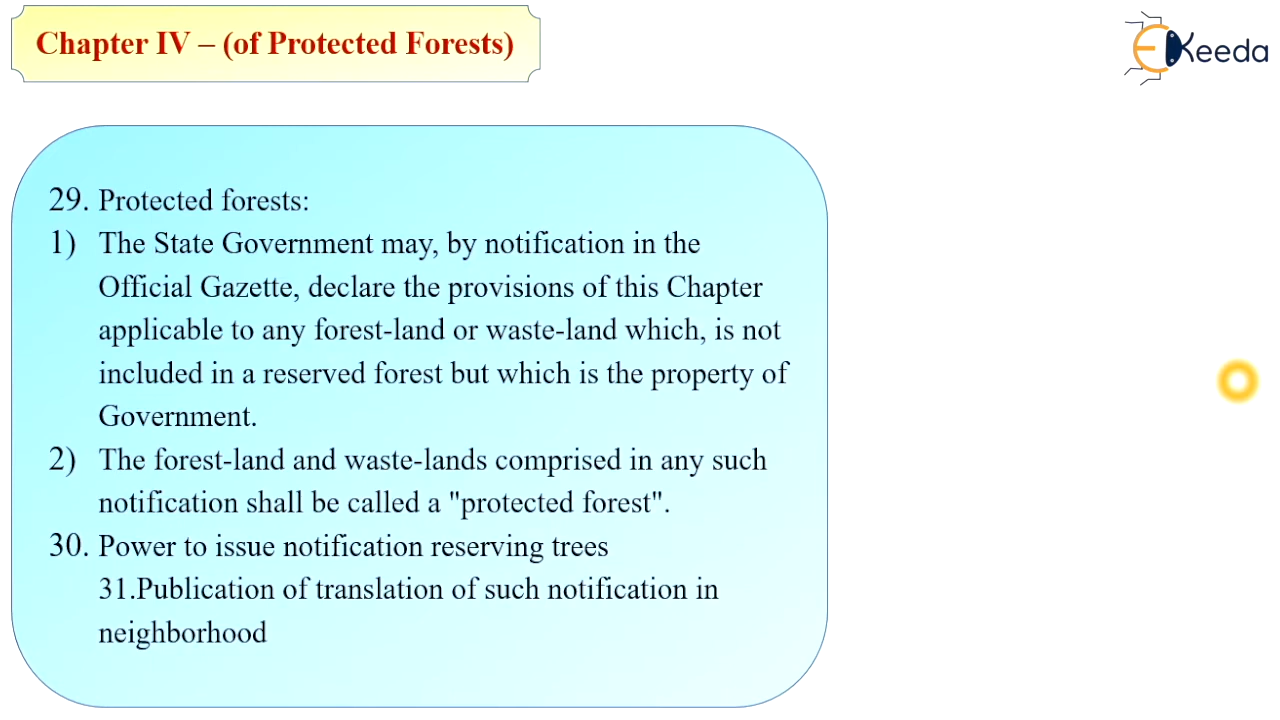 Chapter IV – (of Protected Forests)
EKeeda
29. Protected forests:
1) The State Government may, by notification in the
Official Gazette, declare the provisions of this Chapter
applicable to any forest-land or waste-land which, is not
included in a reserved forest but which is the property of
Government.
2) The forest-land and waste-lands comprised in any such
notification shall be called a "protected forest".
30. Power to issue notification reserving trees
31.Publication of translation of such notification in
neighborhood